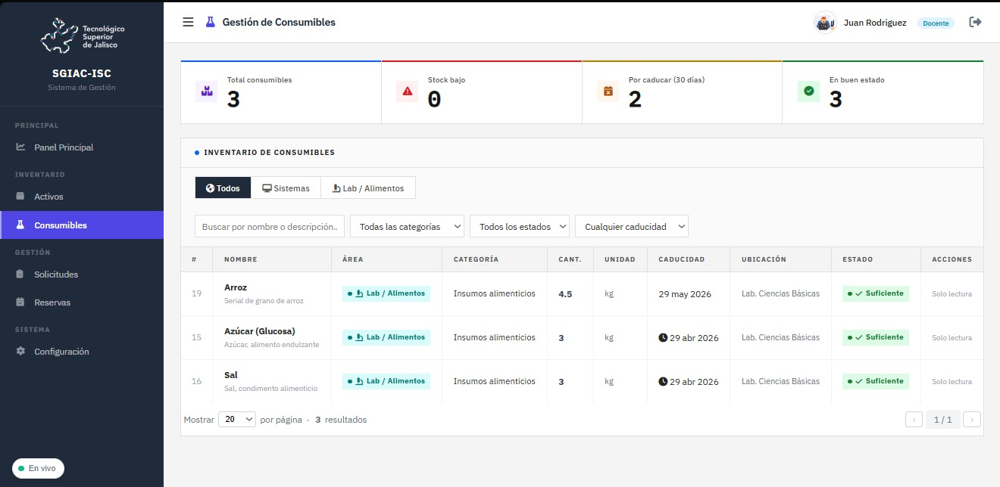 Tecnológico
Superior
de Jalisco
SGIAC-ISC
Sistema de Gestión
PRINCIPAL
Panel Principal
INVENTARIO
Activos
Consumibles
GESTIÓN
Solicitudes
Reservas
SISTEMA
Configuración
En vivo
Gestión de Consumibles
Juan Rodriguez Docente
Total consumibles
3
Stock bajo
0
Por caducar (30 días)
2
En buen estado
3
INVENTARIO DE CONSUMIBLES
Todos Sistemas Lab / Alimentos
Buscar por nombre o descripción.. Todas las categorías Todos los estados Cualquier caducidad
# NOMBRE ÁREA CATEGORÍA CANT. UNIDAD CADUCIDAD UBICACIÓN ESTADO ACCIONES
19 Arroz Lab / Alimentos Insumos alimenticios 4.5 kg 29 may 2026 Lab. Ciencias Básicas Suficiente Solo lectura
Serial de grano de arroz
15 Azúcar (Glucosa) Lab / Alimentos Insumos alimenticios 3 kg 29 abr 2026 Lab. Ciencias Básicas Suficiente Solo lectura
Azúcar, alimento endulzante
16 Sal Lab / Alimentos Insumos alimenticios 3 kg 29 abr 2026 Lab. Ciencias Básicas Suficiente Solo lectura
Sal, condimento alimenticio
Mostrar 20 por página · 3 resultados ‹ 1 / 1 ›